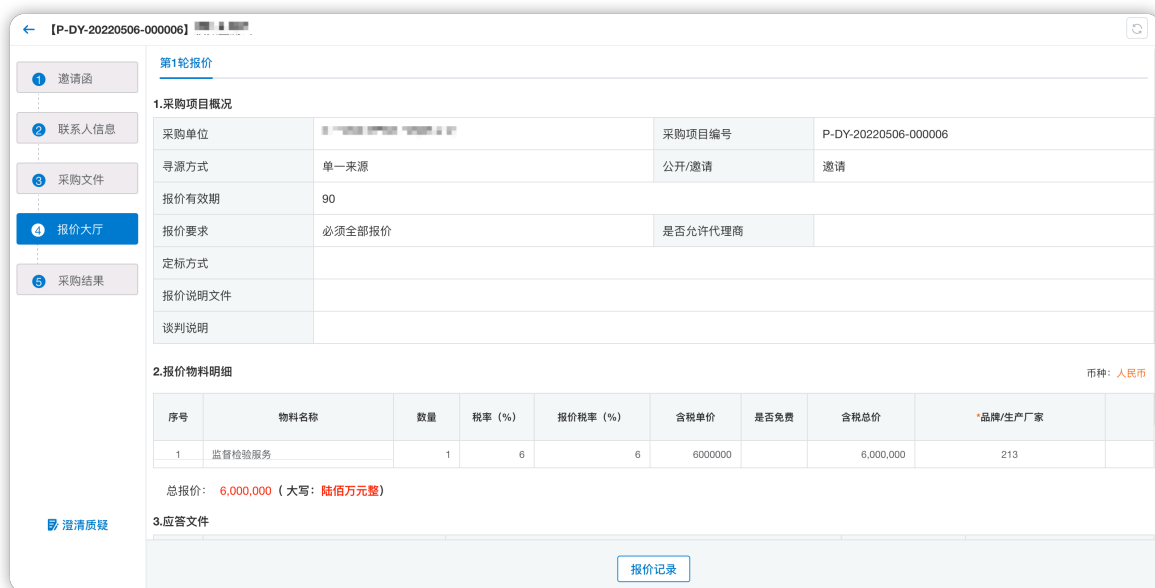 ← 【P-DY-20220506-000006】
1 邀请函
2 联系人信息
3 采购文件
4 报价大厅
5 采购结果
澄清质疑
第1轮报价
1.采购项目概况
采购单位 采购项目编号 P-DY-20220506-000006
寻源方式 单一来源 公开/邀请 邀请
报价有效期 90
报价要求 必须全部报价 是否允许代理商
定标方式
报价说明文件
谈判说明
2.报价物料明细 币种: 人民币
序号 物料名称 数量 税率（%） 报价税率（%） 含税单价 是否免费 含税总价 *品牌/生产厂家
1 监督检验服务 1 6 6 6000000 6,000,000 213
总报价: 6,000,000 ( 大写: 陆佰万元整)
3.应答文件
报价记录